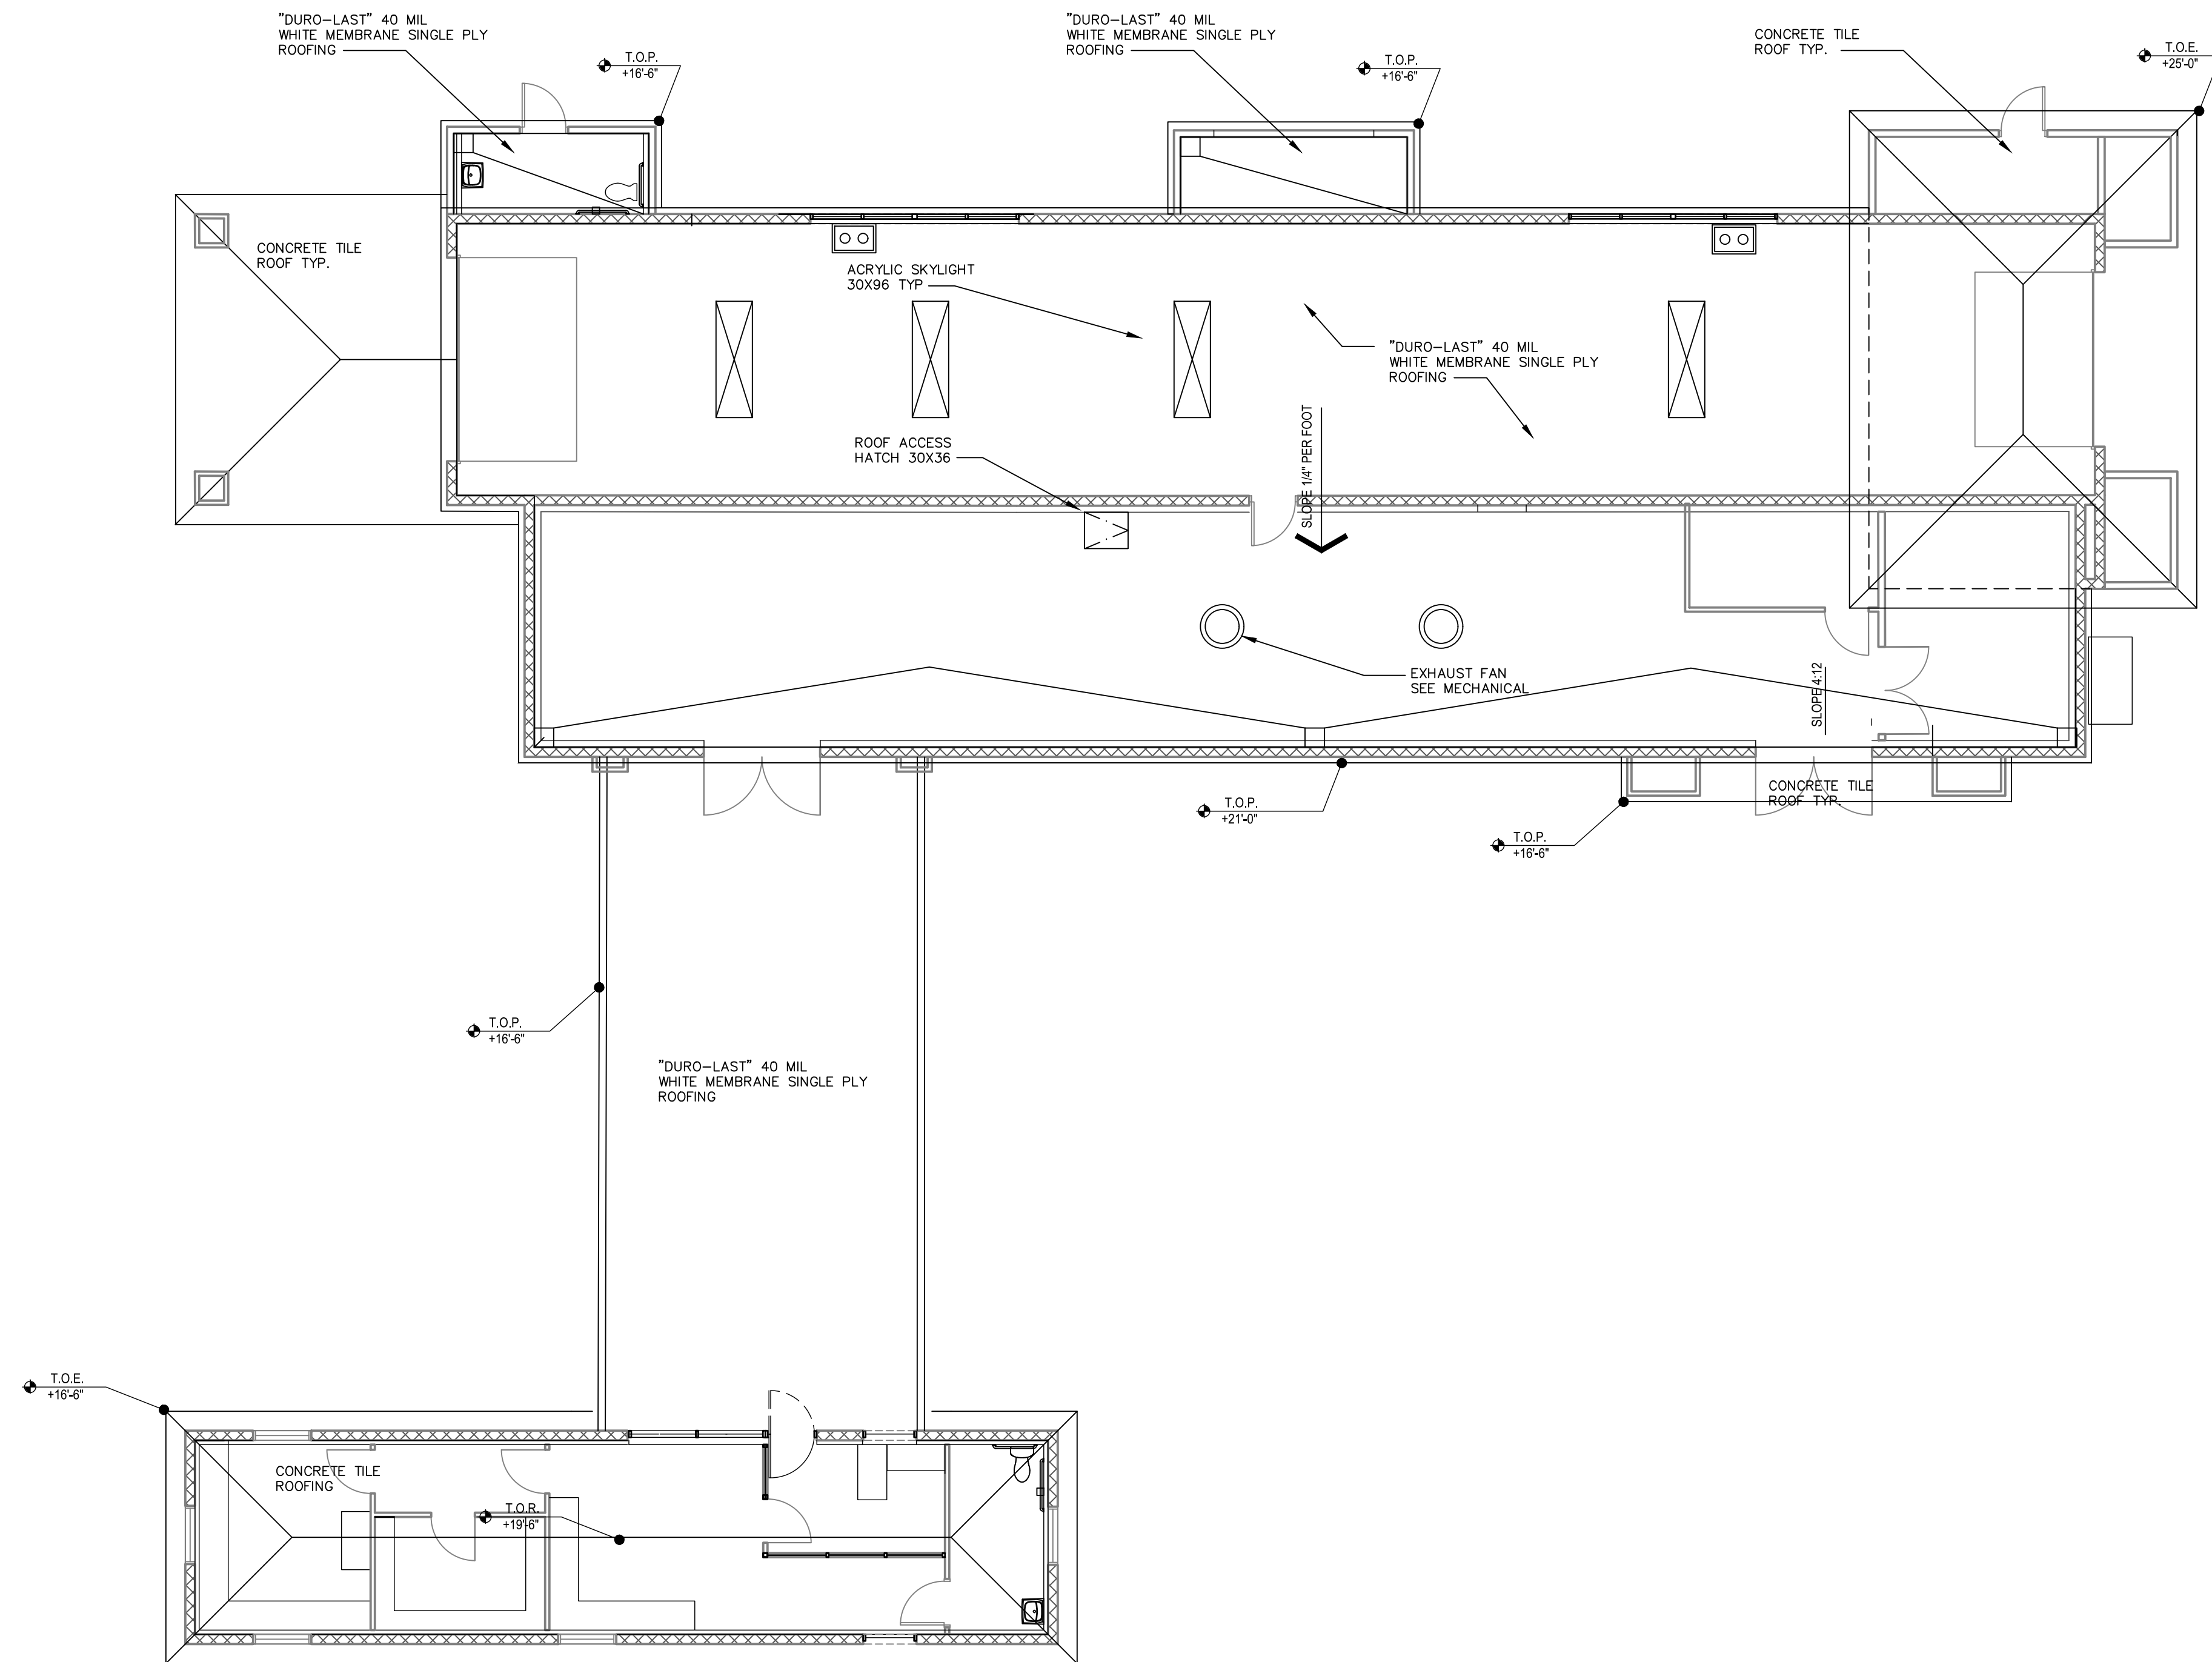 "DURO-LAST" 40 MIL
WHITE MEMBRANE SINGLE PLY
ROOFING
T.O.P.
+16'-6"
"DURO-LAST" 40 MIL
WHITE MEMBRANE SINGLE PLY
ROOFING
T.O.P.
+16'-6"
CONCRETE TILE
ROOF TYP.
T.O.E.
+25'-0"
CONCRETE TILE
ROOF TYP.
ACRYLIC SKYLIGHT
30X96 TYP
"DURO-LAST" 40 MIL
WHITE MEMBRANE SINGLE PLY
ROOFING
ROOF ACCESS
HATCH 30X36
SLOPE 1/4" PER FOOT
EXHAUST FAN
SEE MECHANICAL
SLOPE 4:12
CONCRETE TILE
ROOF TYP.
T.O.P.
+21'-0"
T.O.P.
+16'-6"
T.O.P.
+16'-6"
"DURO-LAST" 40 MIL
WHITE MEMBRANE SINGLE PLY
ROOFING
T.O.E.
+16'-6"
CONCRETE TILE
ROOFING
T.O.R.
+19'-6"